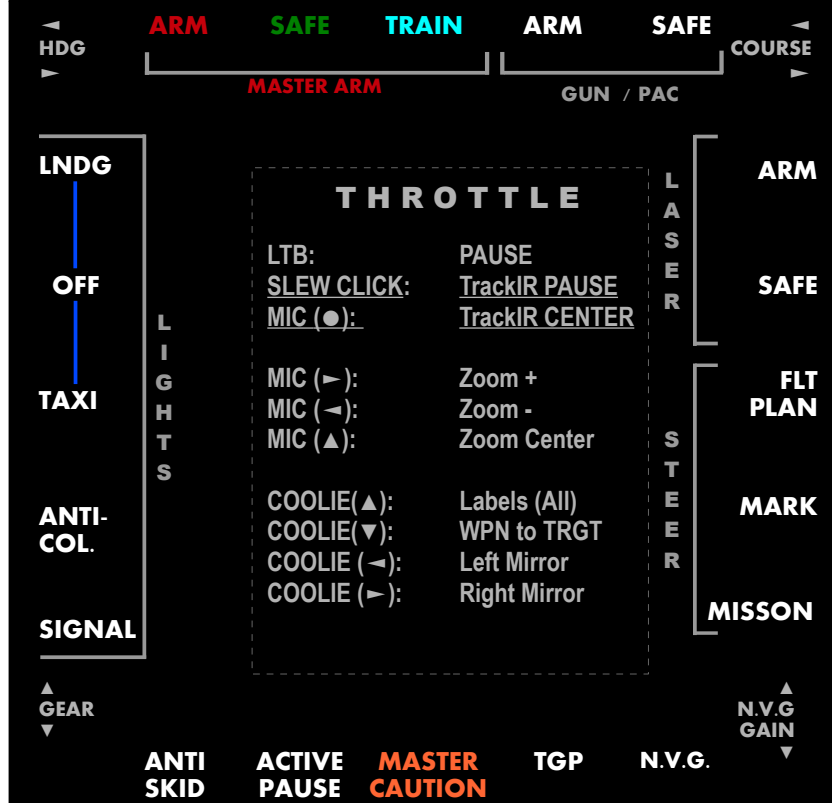 ◄ ARM SAFE TRAIN ARM SAFE ◄
HDG COURSE
► ►
MASTER ARM GUN / PAC
LNDG
OFF
TAXI
ANTI-
COL.
SIGNAL
LIGHTS
THROTTLE
LTB: PAUSE
SLEW CLICK: TrackIR PAUSE
MIC (●): TrackIR CENTER
MIC (►): Zoom +
MIC (◄): Zoom -
MIC (▲): Zoom Center
COOLIE(▲): Labels (All)
COOLIE(▼): WPN to TRGT
COOLIE (◄): Left Mirror
COOLIE (►): Right Mirror
LASER
ARM
SAFE
STEER
FLT
PLAN
MARK
MISSON
▲
GEAR
▼
▲
N.V.G
GAIN
▼
ANTI
SKID
ACTIVE
PAUSE
MASTER
CAUTION
TGP
N.V.G.